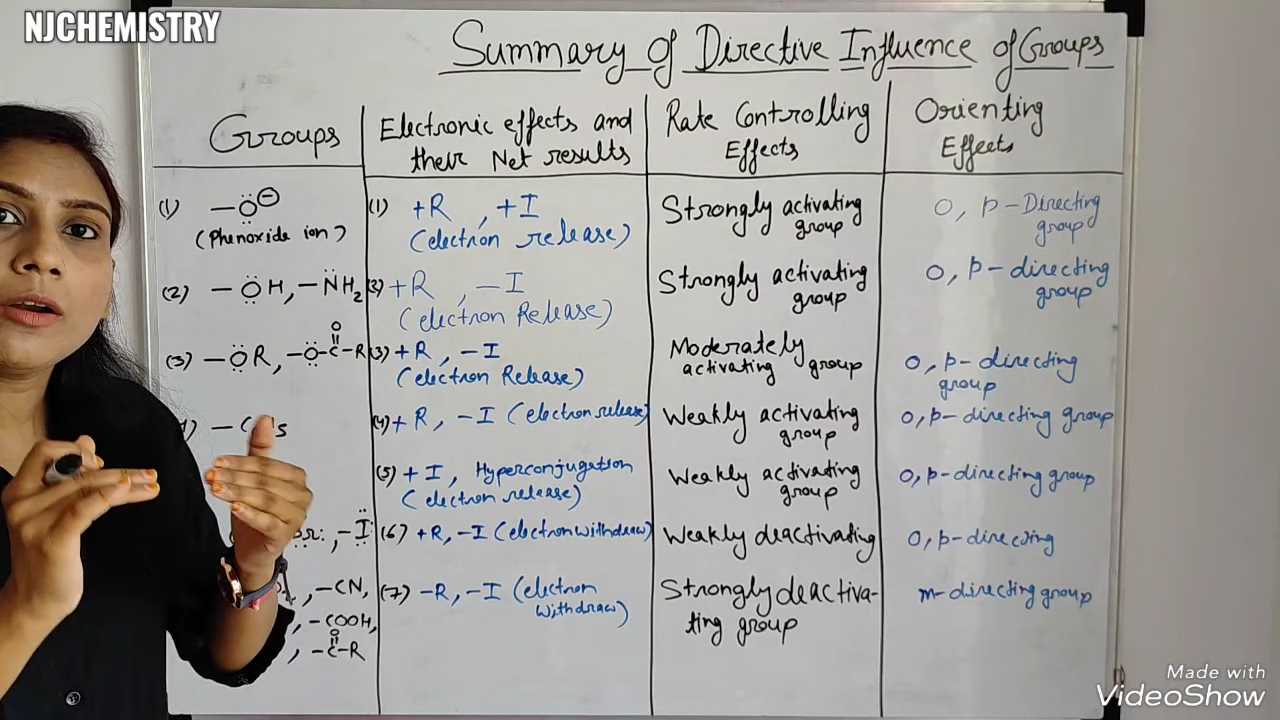 NJCHEMISTRY
Summary of Directive Influence of Groups
Groups
Electronic effects and
their Net results
Rate Controlling
Effects
Orienting
Effects
(1) –Ö⊖
(Phenoxide ion)
(1) +R , +I
(electron release)
Strongly activating
group
O, p–Directing
group
(2) –ÖH, –N̈H₂
(2) +R , –I
(electron Release)
Strongly activating
group
O, p–directing
group
(3) –ÖR, –Ö–C–R
O
(3) +R, –I
(electron Release)
Moderately
activating group
O, p–directing
group
(4) +R, –I (electron release)
Weakly activating
group
O, p–directing group
(5) +I, Hyperconjugation
(electron release)
Weakly activating
group
O, p–directing group
–Ï:
(6) +R, –I (electron withdraw)
Weakly deactivating
O, p–directing
–CN,
–COOH,
O
–C–R
(7) –R, –I (electron
withdraw)
Strongly deactiva-
ting group
m-directing group
Made with
VideoShow